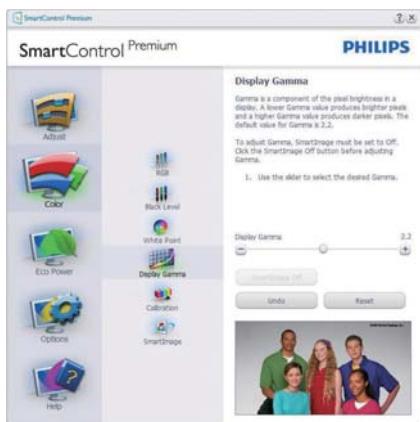 SmartControl Premium
SmartControl Premium
PHILIPS
Adjust
Color
Eco Power
Options
Help
RGB
Black Level
White Point
Display Gamma
Calibration
SmartImage
Display Gamma
Gamma is a component of the pixel brightness in a
display. A lower Gamma value produces brighter pixels
and a higher Gamma value produces darker pixels. The
default value for Gamma is 2.2.
To adjust Gamma, SmartImage must be set to Off.
Click the SmartImage Off button before adjusting
Gamma.
1. Use the slider to select the desired Gamma.
Display Gamma
2.2
SmartImage Off
Undo
Reset